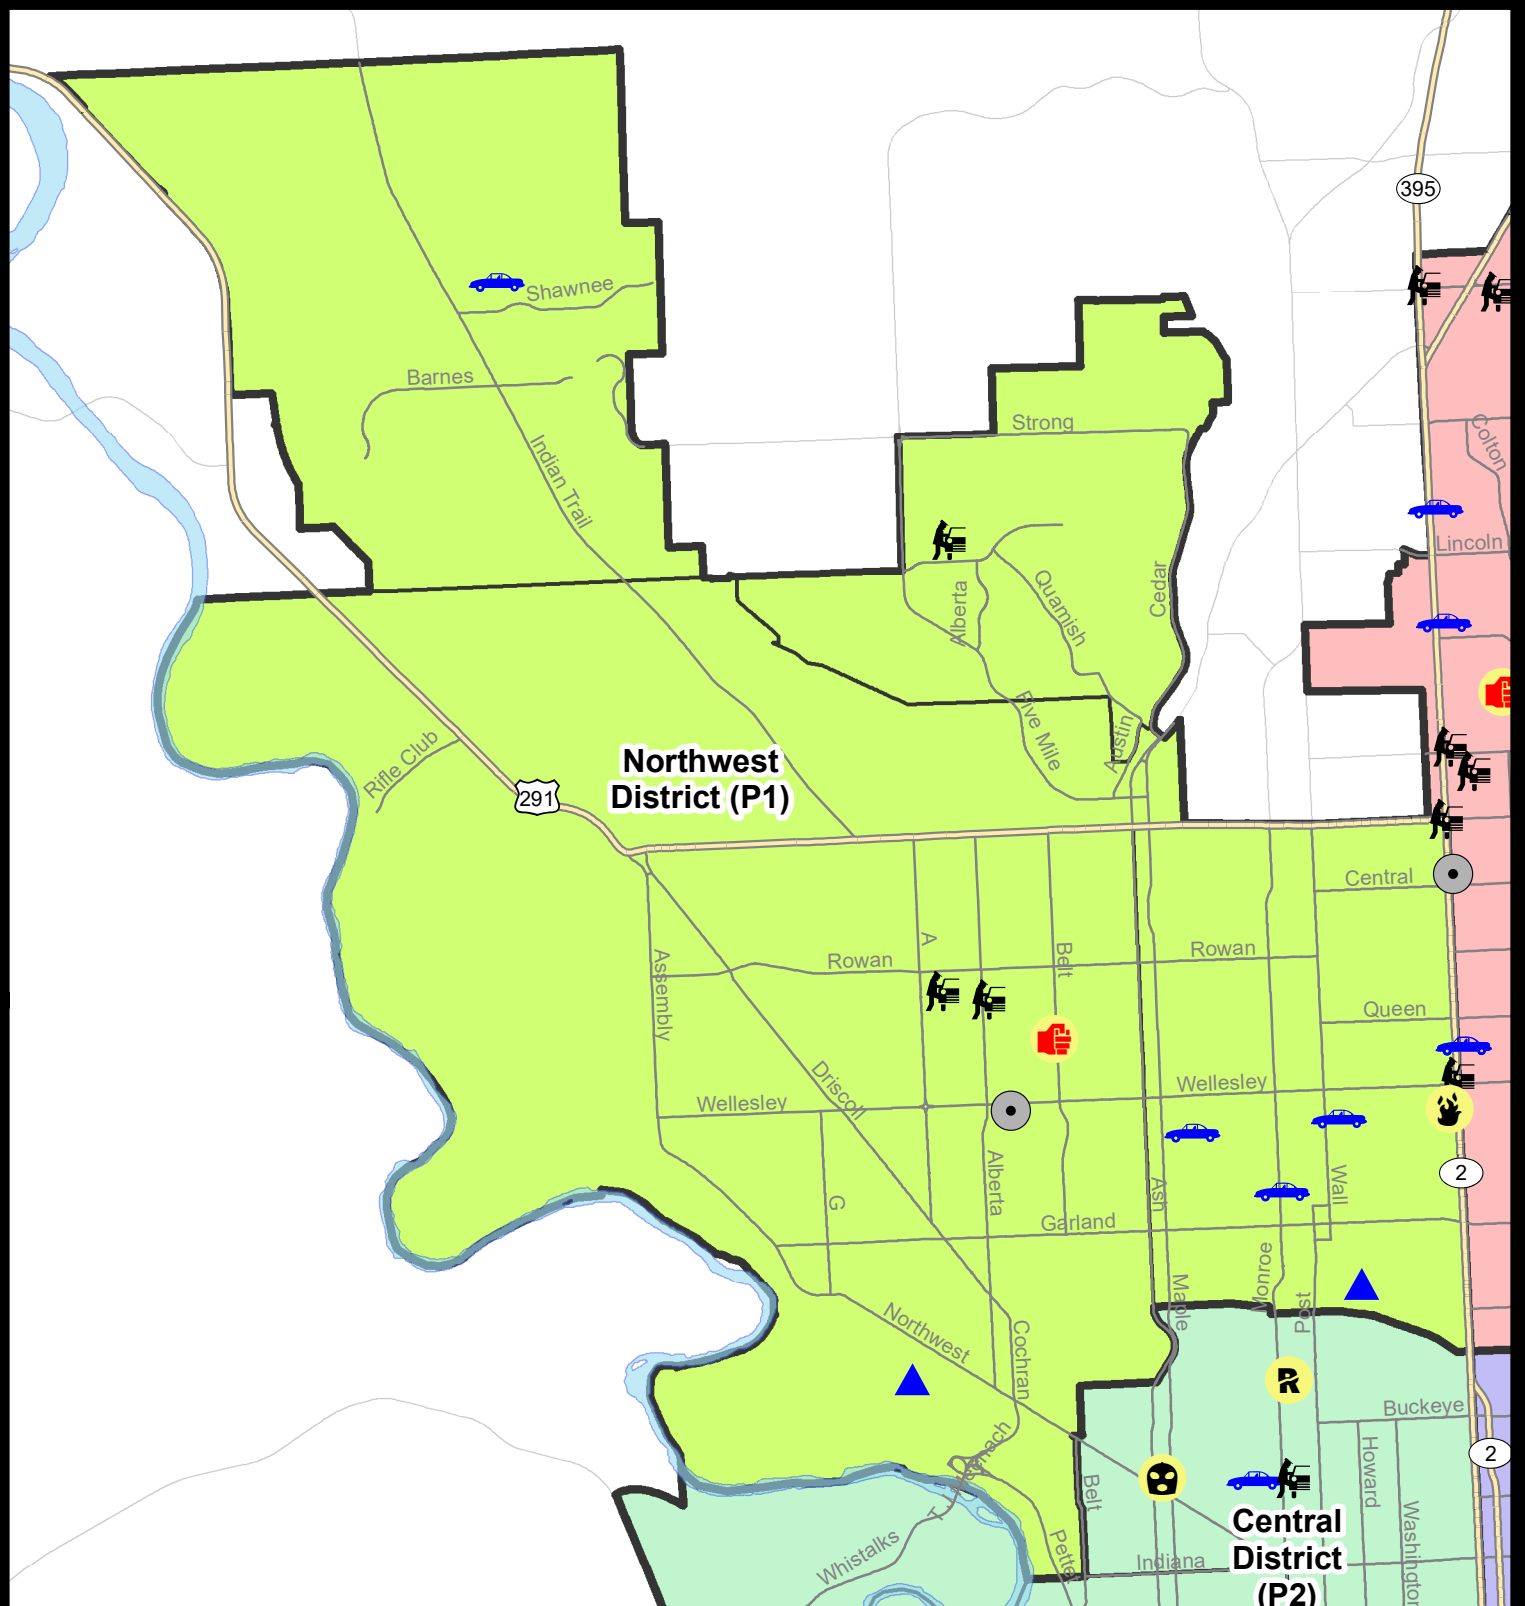 395
Shawnee
Barnes
Strong
Colton
Indian Trail
Lincoln
Alberta
Quamish
Cedar
Five Mile
Austin
Rifle Club
Northwest
District (P1)
291
Central
A
Belt
Rowan
Rowan
Assembly
Queen
Driscoll
Wellesley
Wellesley
2
G
Alberta
Ash
Wall
Garland
Monroe
Maple
Post
Northwest
Cochran
Buckeye
2
Belt
Howard
Washington
Whistalks
Indiana
Central
District
(P2)